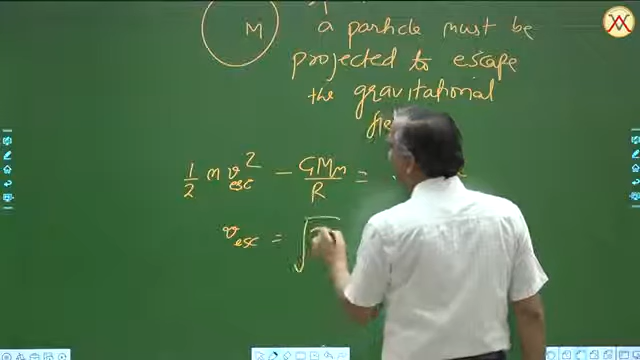 M
a particle must be
projected to escape
the gravitational
1/2 m v_esc^2 - GMm/R =
v_esc = √